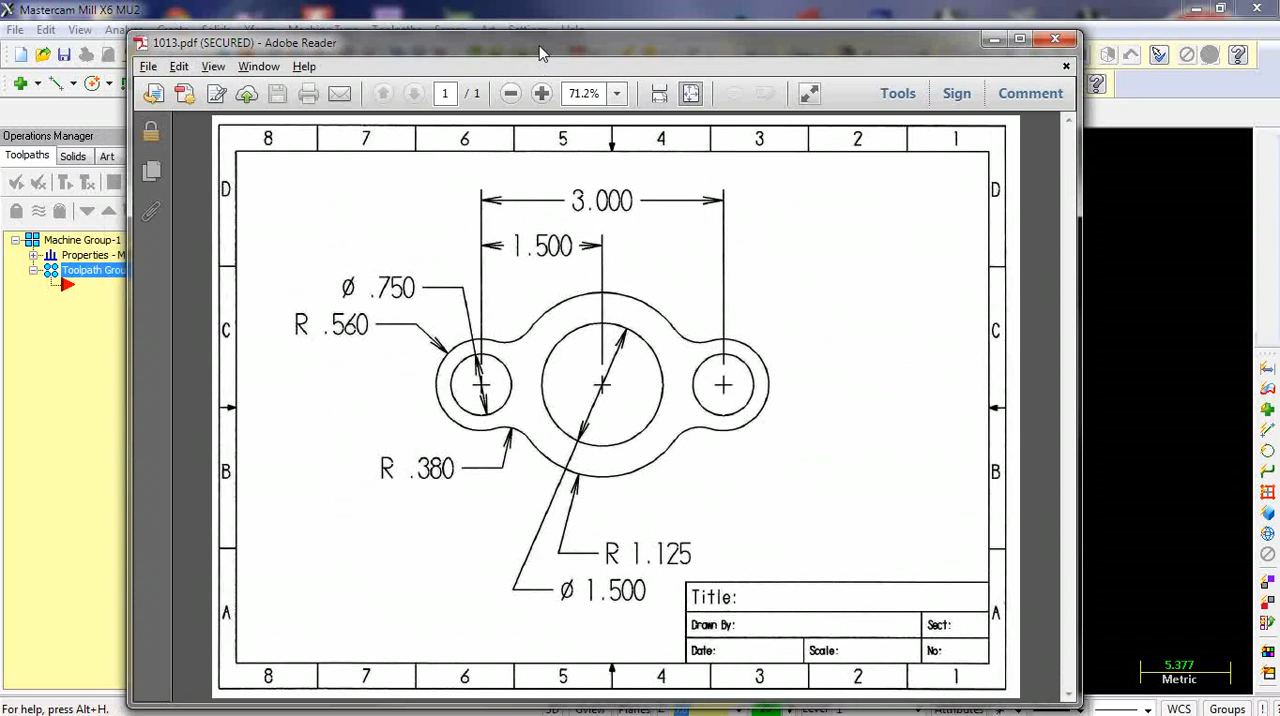 Mastercam Mill X6 MU2
File Edit View
1013.pdf (SECURED) - Adobe Reader
File Edit View Window Help
1 / 1 71.2% Tools Sign Comment
Operations Manager
Toolpaths Solids Art
Machine Group-1
Properties - M
Toolpath Grou
8 7 6 5 4 3 2 1
D D
3.000
1.500
Ø .750
R .560
C C
R .380
B B
R 1.125
Ø 1.500
A A
Title:
Drawn By: Sect:
Date: Scale: No:
8 7 6 5 4 3 2 1
5.377
Metric
For help, press Alt+H.
WCS Groups